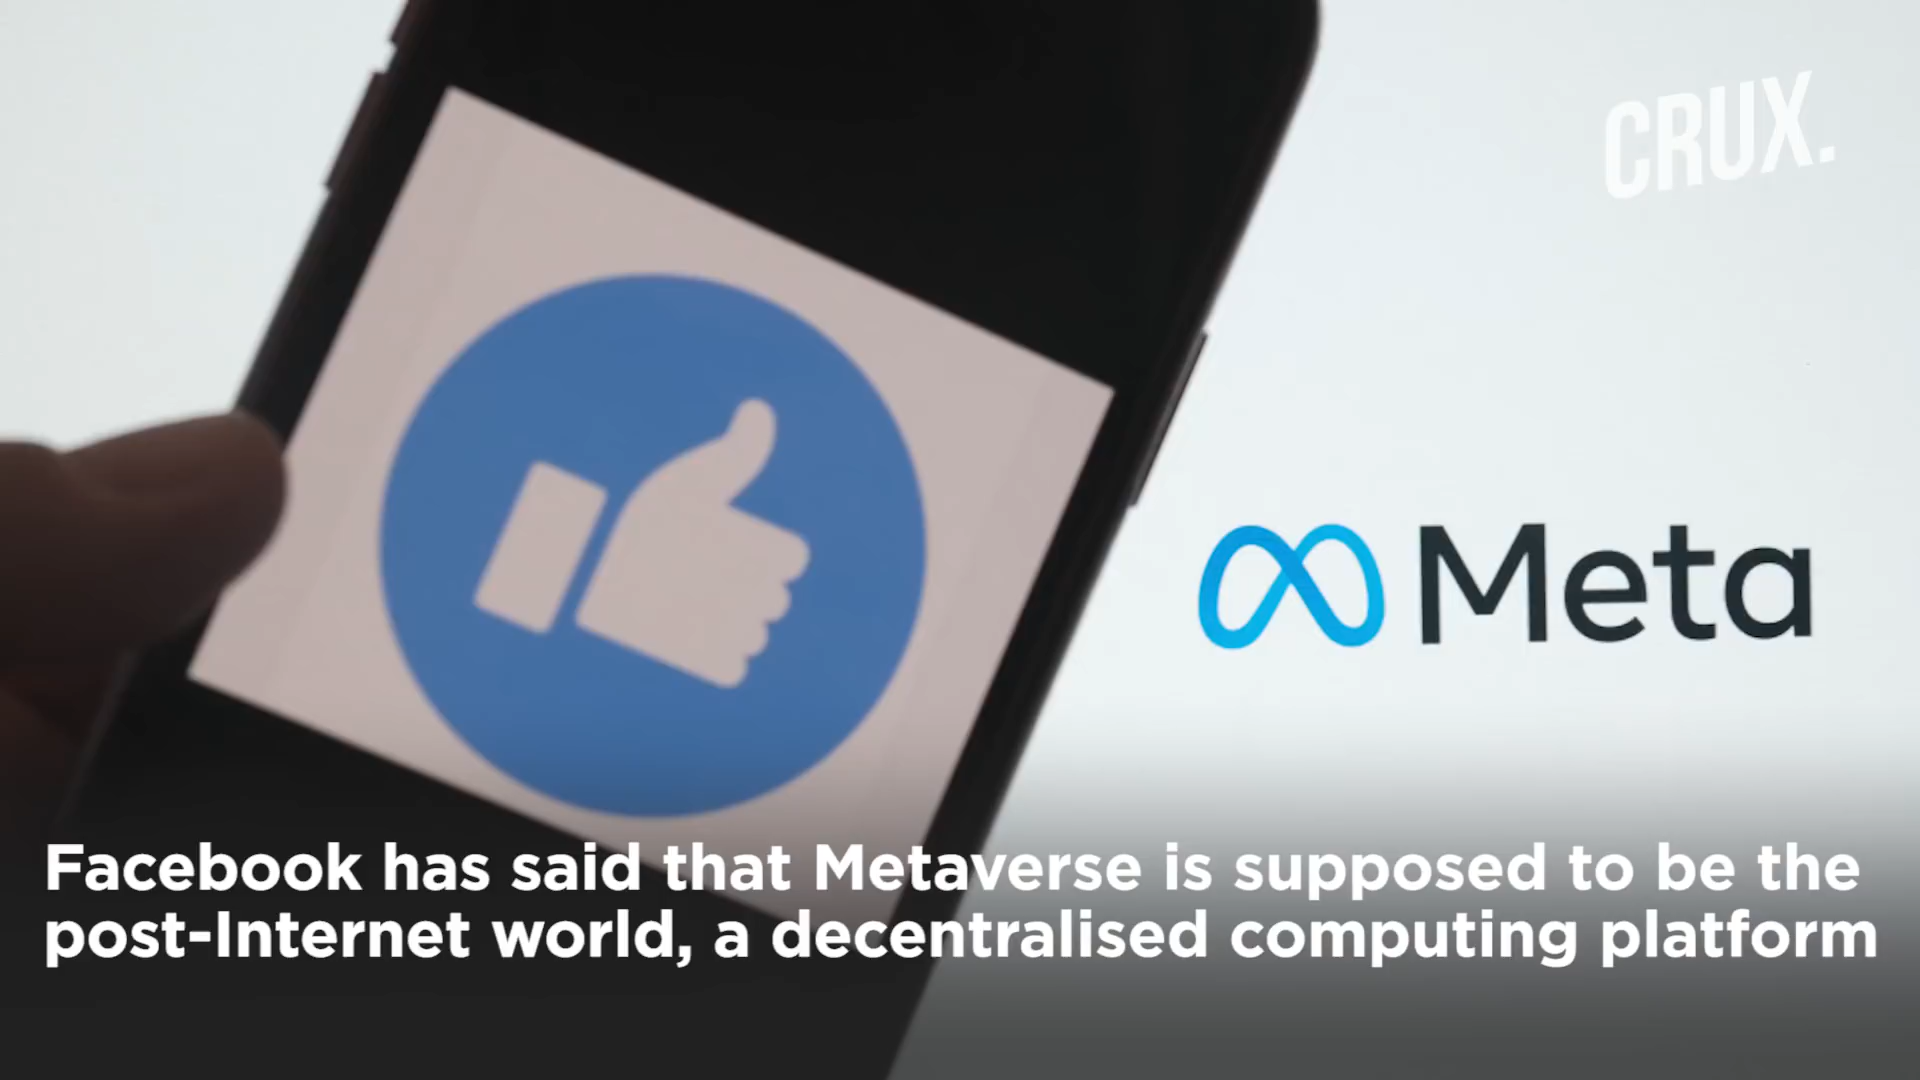 CRUX.
Meta
Facebook has said that Metaverse is supposed to be the
post-Internet world, a decentralised computing platform